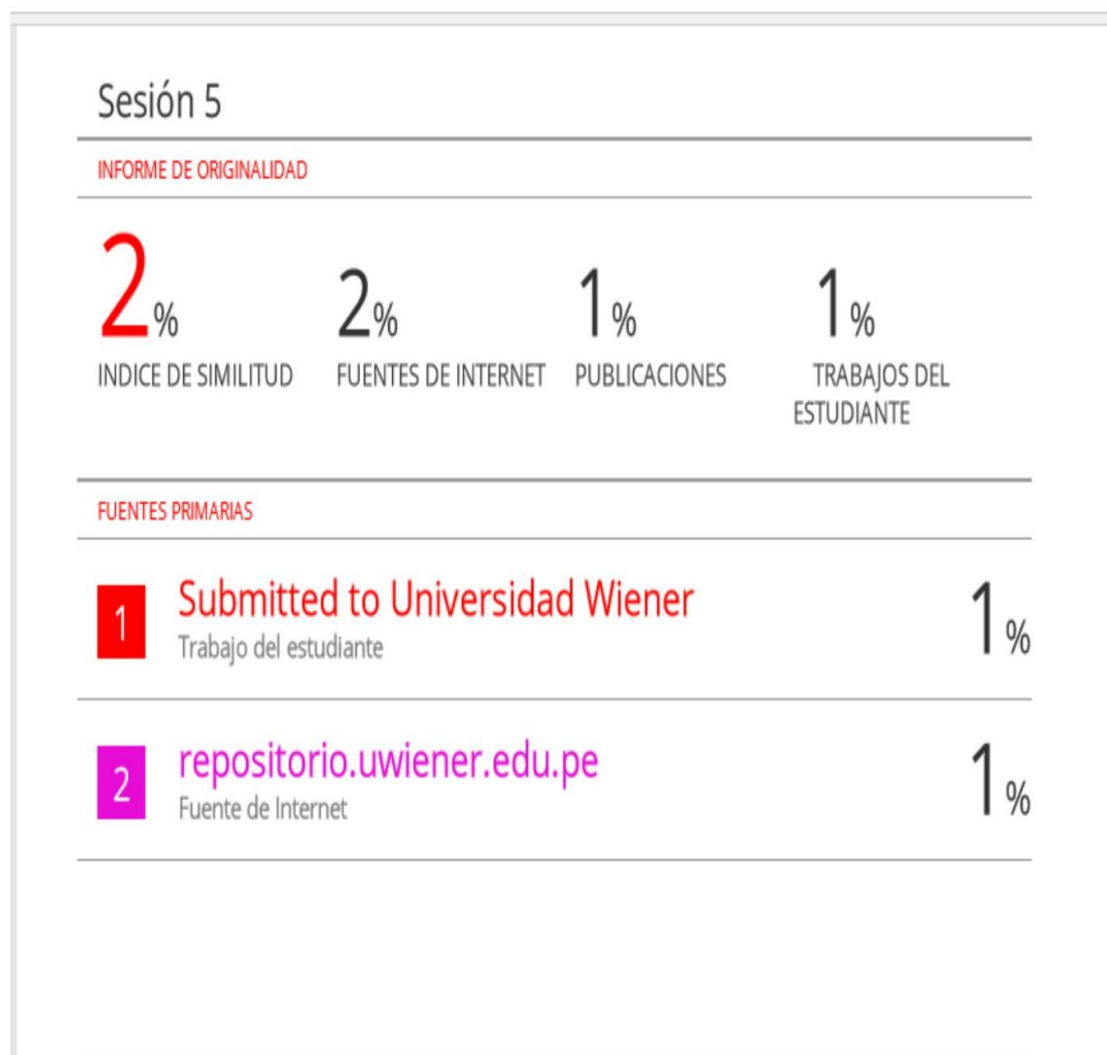 Sesión 5
INFORME DE ORIGINALIDAD
2% 2% 1% 1%
INDICE DE SIMILITUD FUENTES DE INTERNET PUBLICACIONES TRABAJOS DEL
ESTUDIANTE
FUENTES PRIMARIAS
1 Submitted to Universidad Wiener 1%
Trabajo del estudiante
2 repositorio.uwiener.edu.pe 1%
Fuente de Internet